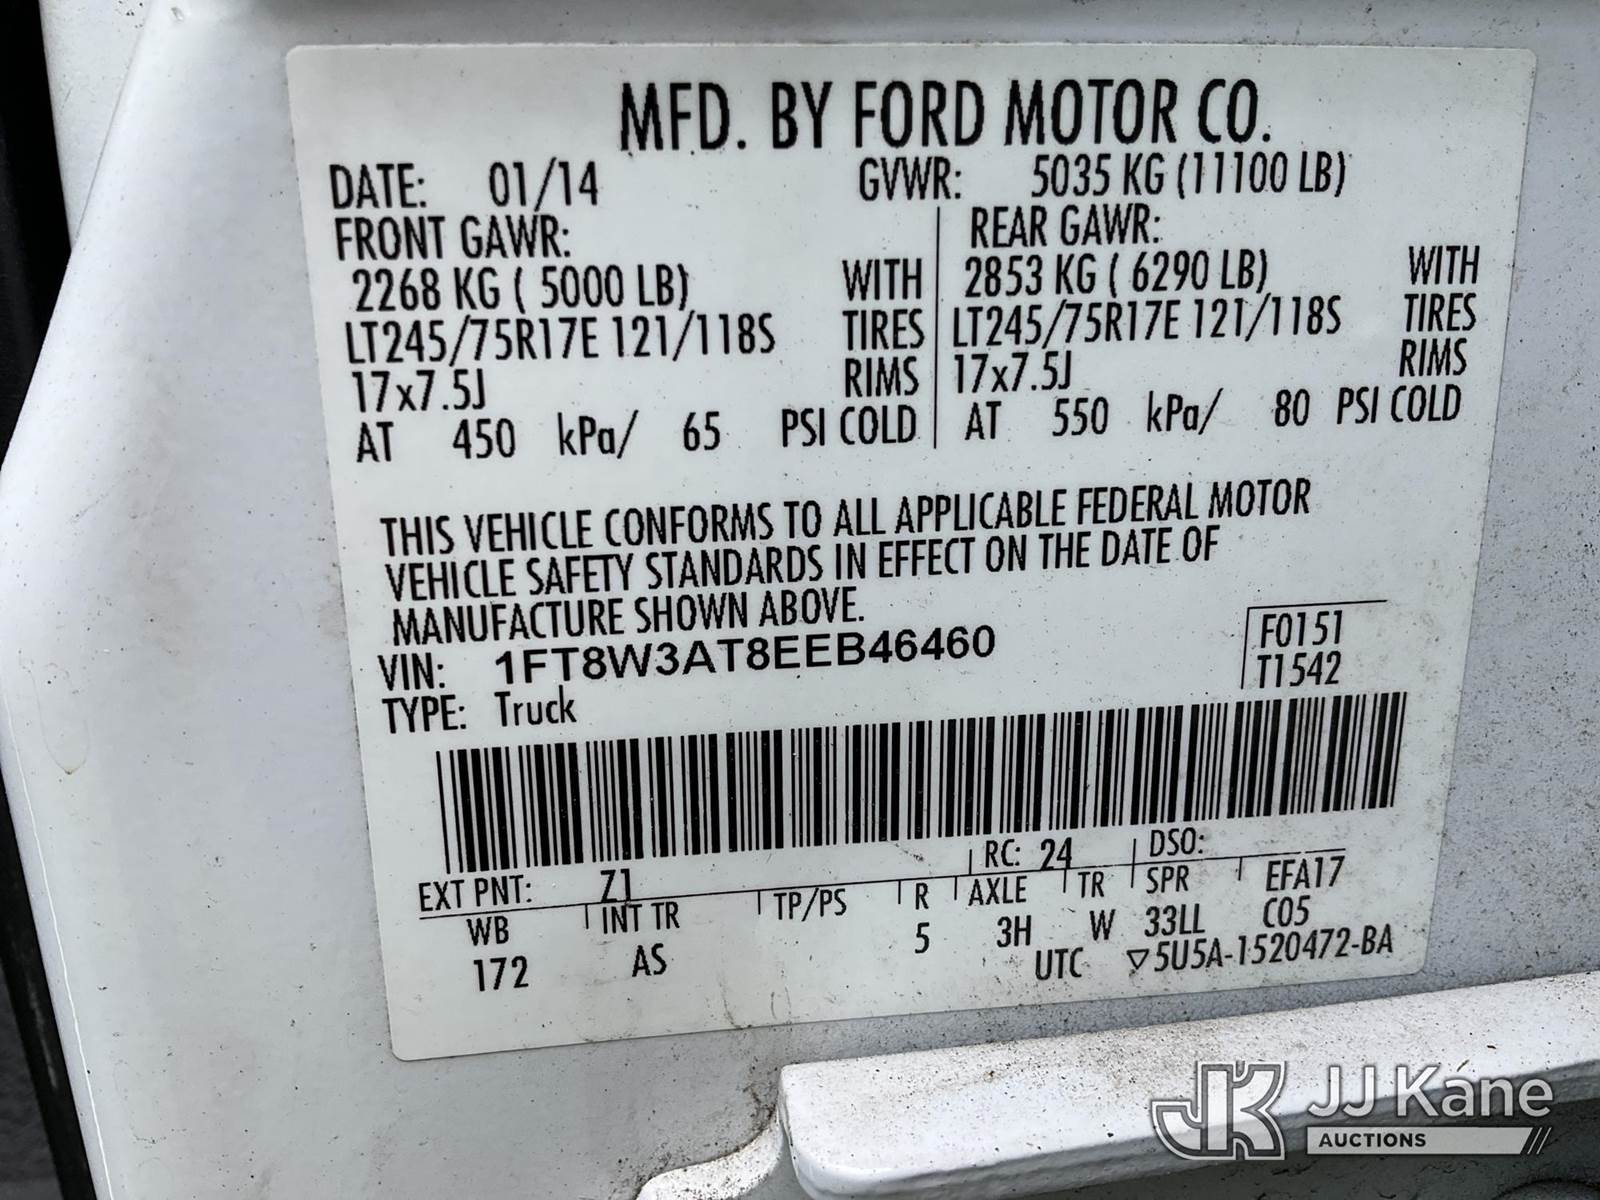 MFD. BY FORD MOTOR CO.
DATE: 01/14 GVWR: 5035 KG (11100 LB)
FRONT GAWR: REAR GAWR:
2268 KG ( 5000 LB) WITH 2853 KG ( 6290 LB) WITH
LT245/75R17E 121/118S TIRES LT245/75R17E 121/118S TIRES
17x7.5J RIMS 17x7.5J RIMS
AT 450 kPa/ 65 PSI COLD AT 550 kPa/ 80 PSI COLD
THIS VEHICLE CONFORMS TO ALL APPLICABLE FEDERAL MOTOR
VEHICLE SAFETY STANDARDS IN EFFECT ON THE DATE OF
MANUFACTURE SHOWN ABOVE.
VIN: 1FT8W3AT8EEB46460 F0151
TYPE: Truck T1542
EXT PNT: Z1 RC: 24 DSO:
WB INT TR TP/PS R AXLE TR SPR EFA17
172 AS 5 3H W 33LL C05
UTC ▽5U5A-1520472-BA
JK JJ Kane
AUCTIONS